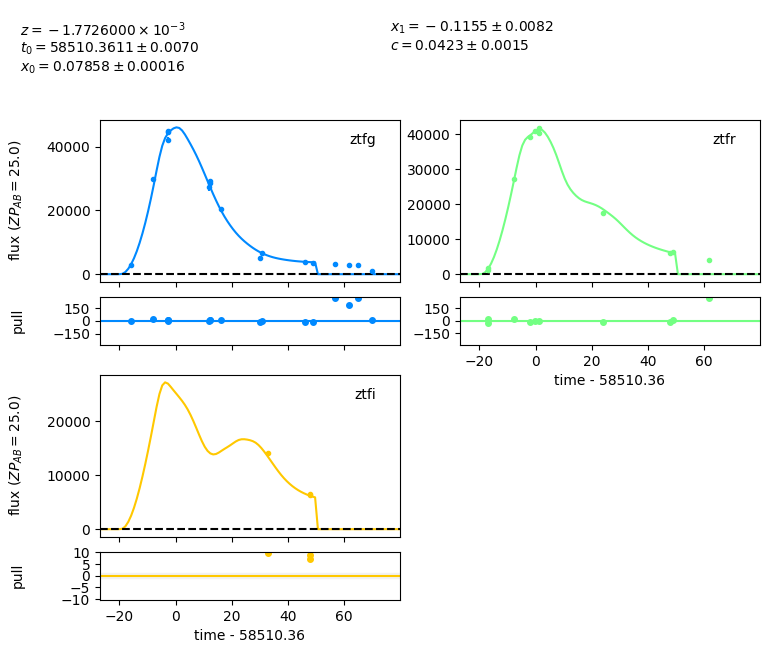 z = −1.7726000 × 10⁻³
t₀ = 58510.3611 ± 0.0070
x₀ = 0.07858 ± 0.00016
x₁ = −0.1155 ± 0.0082
c = 0.0423 ± 0.0015
ztfg
flux (ZP_AB = 25.0)
40000
20000
0
ztfr
40000
30000
20000
10000
0
pull
150
0
−150
150
0
−150
−20 0 20 40 60
time - 58510.36
ztfi
flux (ZP_AB = 25.0)
20000
10000
0
pull
10
5
0
−5
−10
−20 0 20 40 60
time - 58510.36